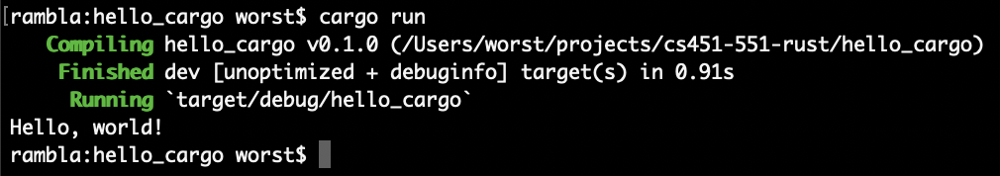 [rambla:hello_cargo worst$ cargo run
Compiling hello_cargo v0.1.0 (/Users/worst/projects/cs451-551-rust/hello_cargo)
Finished dev [unoptimized + debuginfo] target(s) in 0.91s
Running `target/debug/hello_cargo`
Hello, world!
rambla:hello_cargo worst$